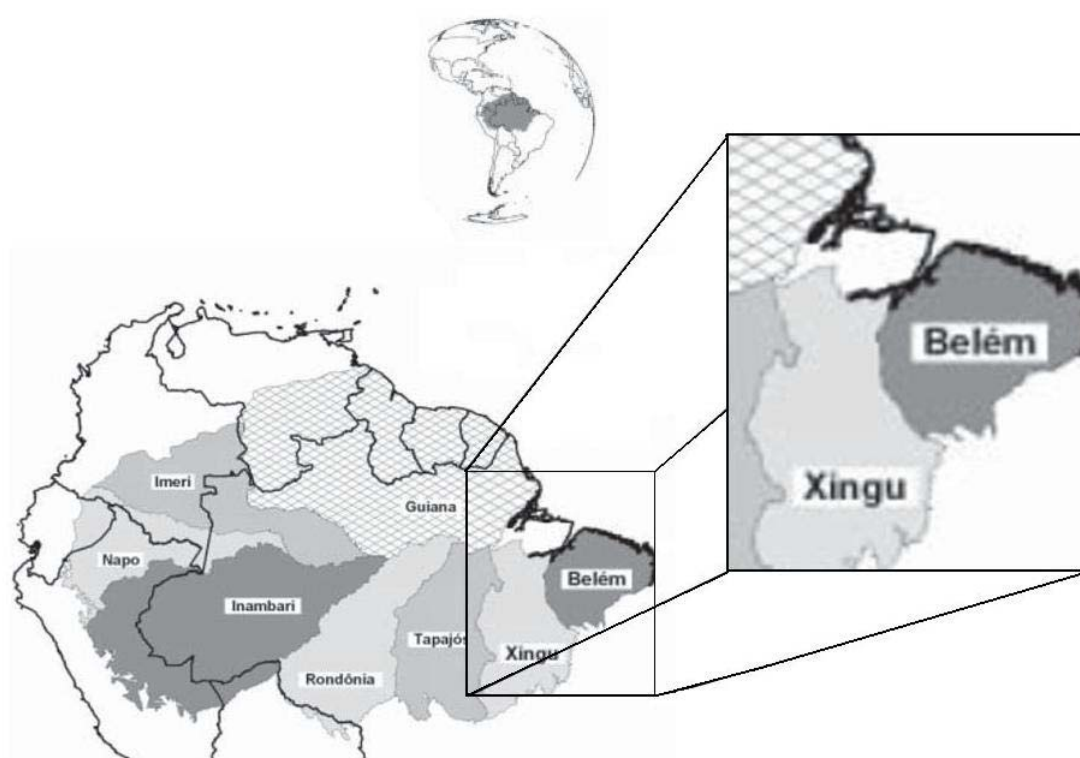 Belém
Xingu
Imeri
Guiana
Napo
Belém
Inambari
Tapajós
Xingu
Rondônia